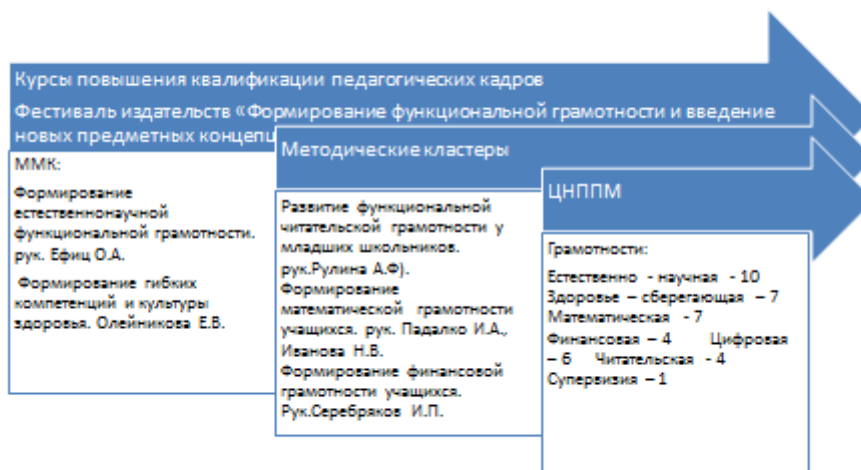 Курсы повышения квалификации педагогических кадров
Фестиваль издательств «Формирование функциональной грамотности и введение
новых предметных концепц
ММК:
Формирование
естественнонаучной
функциональной грамотности.
рук. Ефиц О.А.
Формирование гибких
компетенций и культуры
здоровья. Олейникова Е.В.
Методические кластеры
Развитие функциональной
читательской грамотности у
младших школьников.
рук.Рулина А.Ф).
Формирование
математической грамотности
учащихся. рук. Падалко И.А.,
Иванова Н.В.
Формирование финансовой
грамотности учащихся.
Рук.Серебряков И.П.
ЦНППМ
Грамотности:
Естественно - научная - 10
Здоровье – сберегающая – 7
Математическая - 7
Финансовая – 4 Цифровая
– 6 Читательская - 4
Супервизия – 1